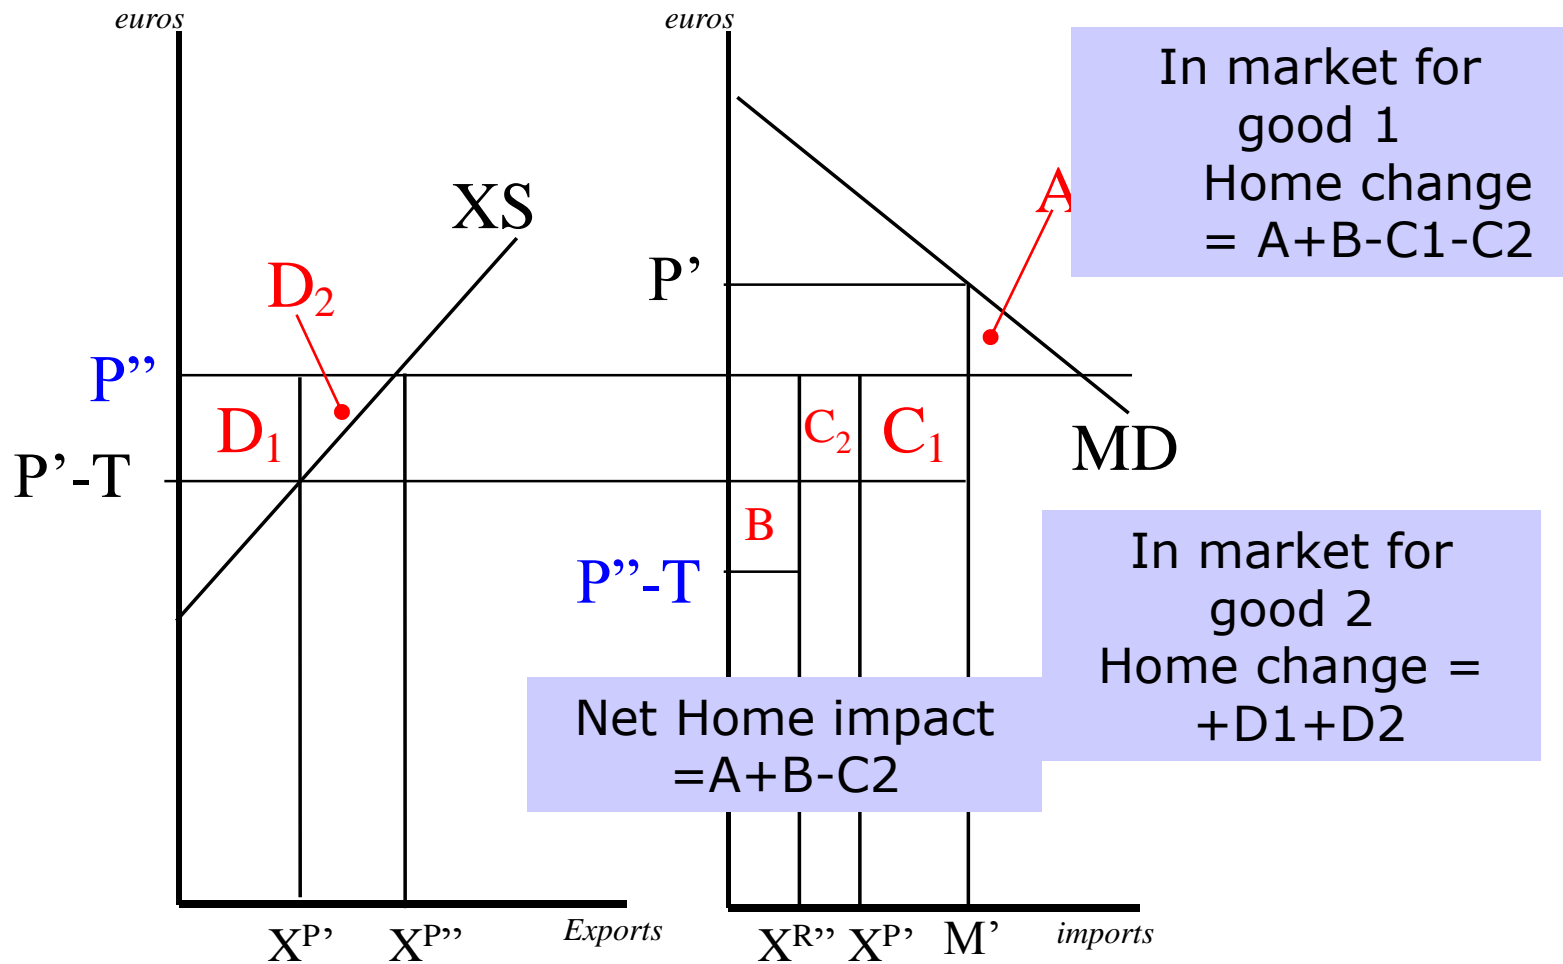 euros
euros
In market for
good 1
Home change
= A+B-C1-C2
XS
A
P’
D2
P’’
D1
C2
C1
MD
P’-T
B
P’’-T
In market for
good 2
Home change =
+D1+D2
Net Home impact
=A+B-C2
XP’
XP’’
Exports
XR’’
XP’
M’
imports